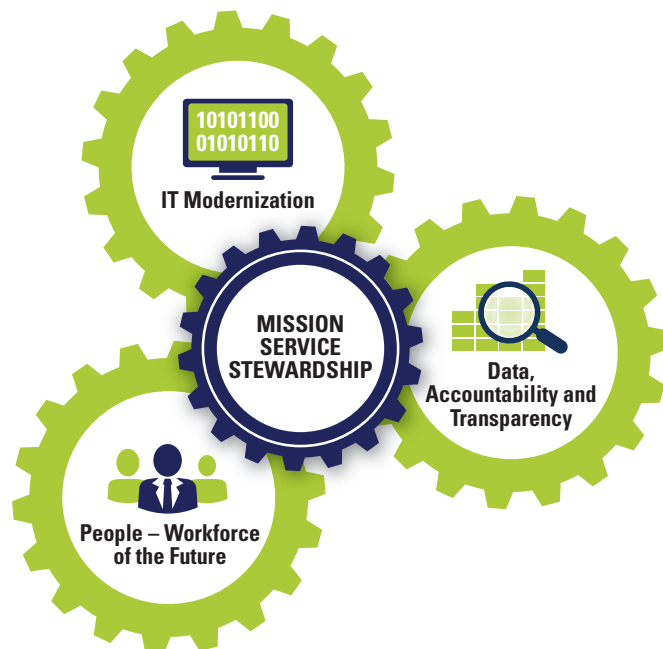 10101100
01010110
IT Modernization
MISSION
SERVICE
STEWARDSHIP
Data,
Accountability and
Transparency
People – Workforce
of the Future